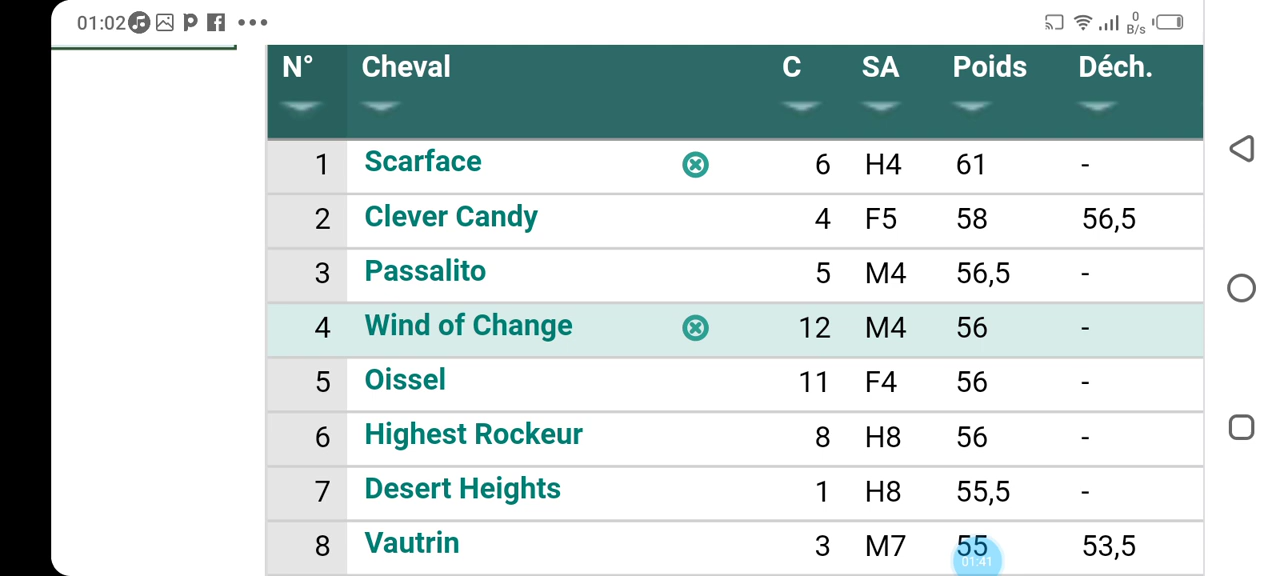 01:02 0 B/s
N° Cheval C SA Poids Déch.
1 Scarface 6 H4 61 -
2 Clever Candy 4 F5 58 56,5
3 Passalito 5 M4 56,5 -
4 Wind of Change 12 M4 56 -
5 Oissel 11 F4 56 -
6 Highest Rockeur 8 H8 56 -
7 Desert Heights 1 H8 55,5 -
8 Vautrin 3 M7 55 53,5
01:41